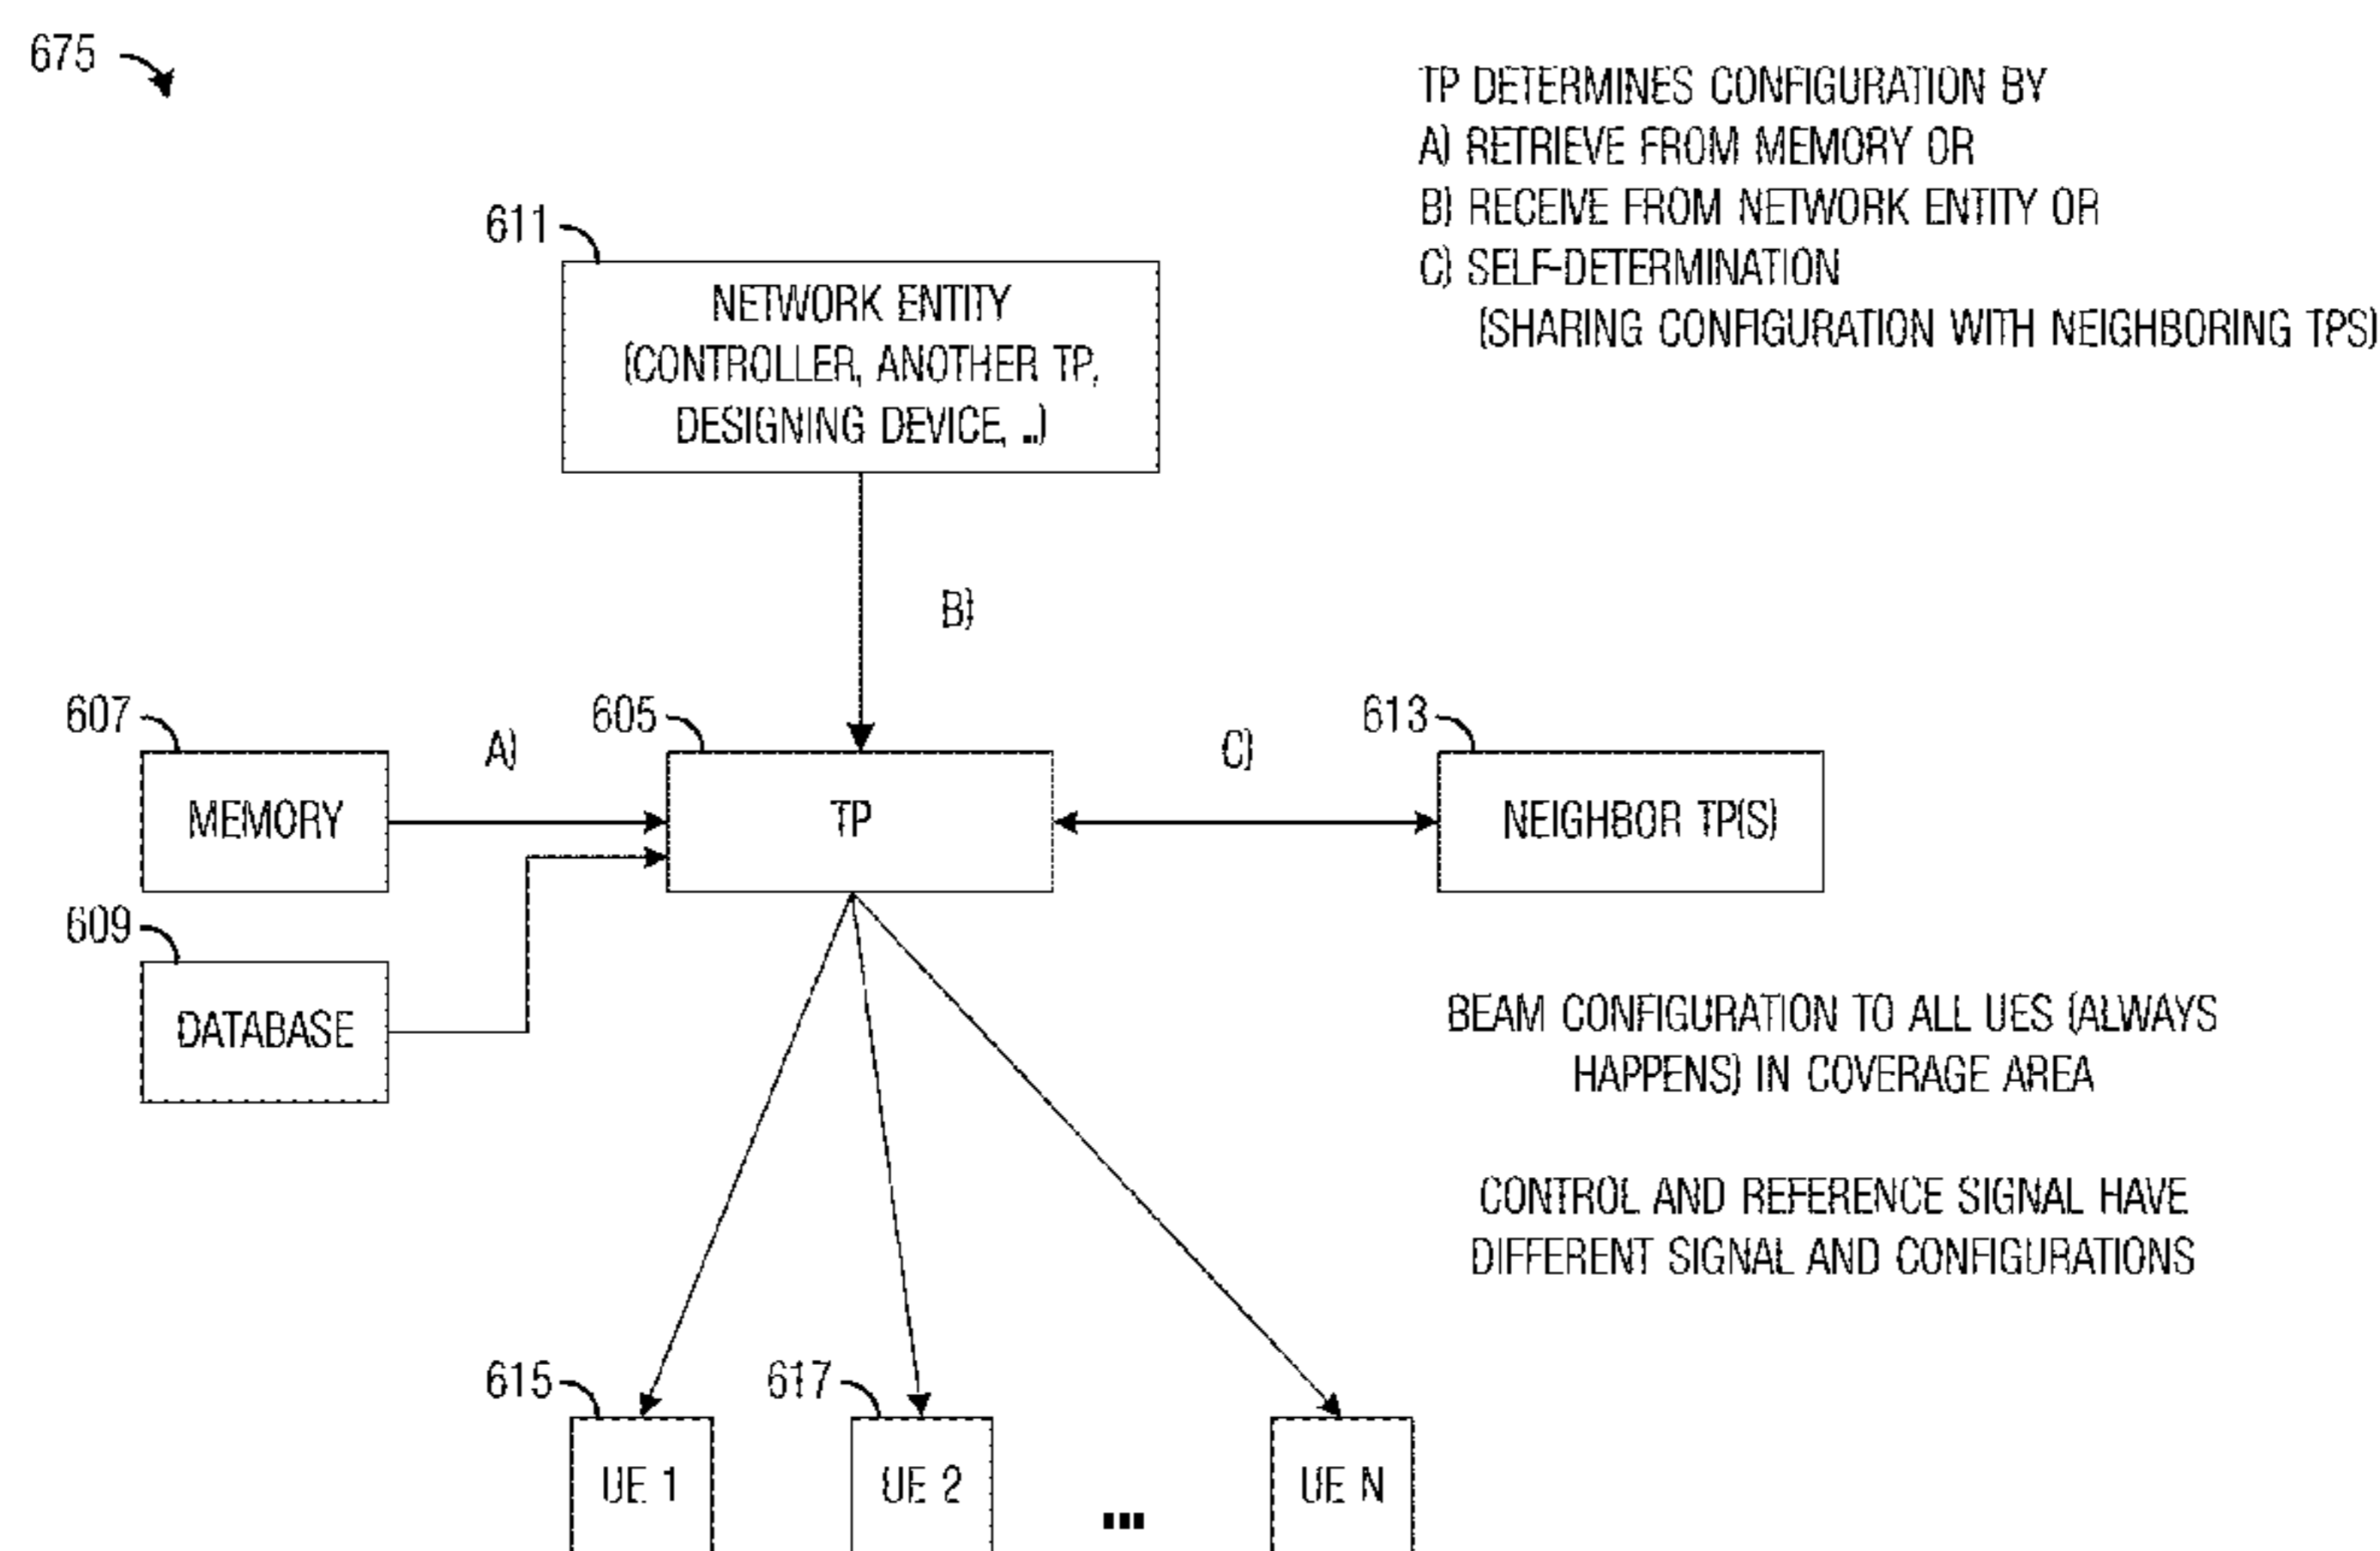 675
TP DETERMINES CONFIGURATION BY
A) RETRIEVE FROM MEMORY OR
B) RECEIVE FROM NETWORK ENTITY OR
C) SELF-DETERMINATION
(SHARING CONFIGURATION WITH NEIGHBORING TPS)
611
NETWORK ENTITY
(CONTROLLER, ANOTHER TP,
DESIGNING DEVICE, ...)
B)
607
A)
605
C)
613
MEMORY
TP
NEIGHBOR TP(S)
609
DATABASE
BEAM CONFIGURATION TO ALL UES (ALWAYS
HAPPENS) IN COVERAGE AREA
CONTROL AND REFERENCE SIGNAL HAVE
DIFFERENT SIGNAL AND CONFIGURATIONS
615
617
UE 1
UE 2
...
UE N